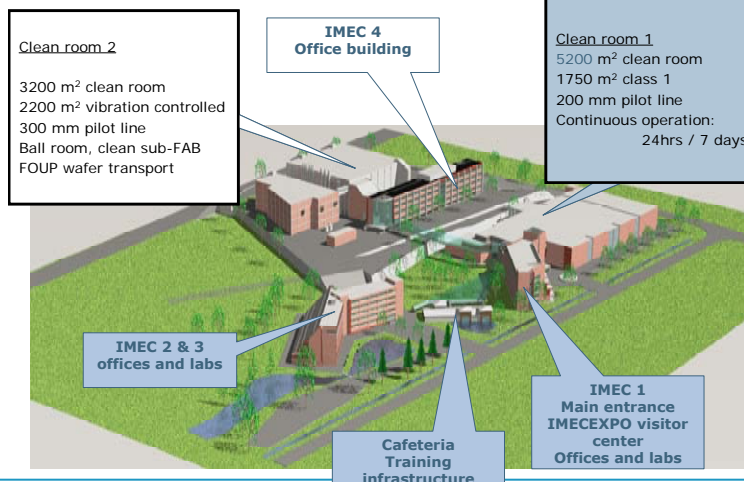 Clean room 2
3200 m² clean room
2200 m² vibration controlled
300 mm pilot line
Ball room, clean sub-FAB
FOUP wafer transport
IMEC 4
Office building
Clean room 1
5200 m² clean room
1750 m² class 1
200 mm pilot line
Continuous operation:
24hrs / 7 days
IMEC 2 & 3
offices and labs
Cafeteria
Training
infrastructure
IMEC 1
Main entrance
IMECEXPO visitor
center
Offices and labs